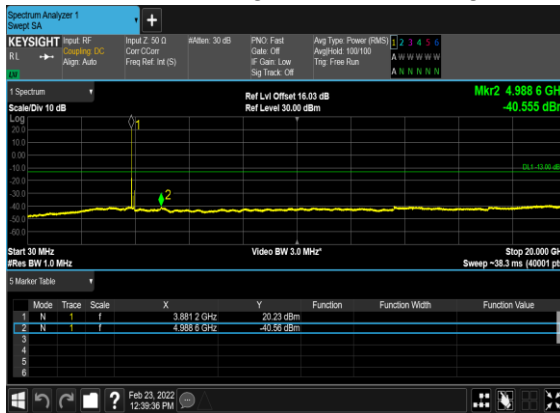 Spectrum Analyzer 1
Swept SA
KEYSIGHT Input: RF Input Z: 50 Ω #Atten: 30 dB PNO: Fast Avg Type: Power (RMS) 1 2 3 4 5 6
RL Coupling: DC Corr CCorr Gate: Off Avg|Hold: 100/100 A W W W W W
Align: Auto Freq Ref: Int (S) IF Gain: Low Trig: Free Run
Sig Track: Off A N N N N N
1 Spectrum Ref Lvl Offset 16.03 dB Mkr2 4.988 6 GH
Scale/Div 10 dB Ref Level 30.00 dBm -40.555 dBr
Log
20.0 1
10.0
0.00
-10.0 DL1 -13.00 dB
-20.0
-30.0 2
-40.0
-50.0
-60.0
Start 30 MHz Video BW 3.0 MHz* Stop 20.000 GH
#Res BW 1.0 MHz Sweep ~38.3 ms (40001 pt
5 Marker Table
Mode Trace Scale X Y Function Function Width Function Value
1 N 1 f 3.881 2 GHz 20.23 dBm
2 N 1 f 4.988 6 GHz -40.56 dBm
3
4
5
6
? Feb 23, 2022
12:39:36 PM